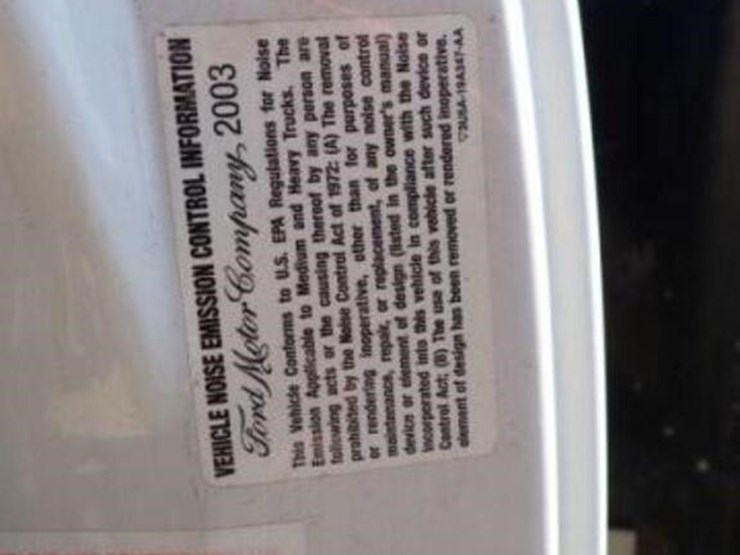 VEHICLE NOISE EMISSION CONTROL INFORMATION
Ford Motor Company, 2003
This Vehicle Conforms to U.S. EPA Regulations for Noise
Emission Applicable to Medium and Heavy Trucks. The
following acts or the causing thereof by any person are
prohibited by the Noise Control Act of 1972: (A) The removal
or rendering inoperative, other than for purposes of
maintenance, repair, or replacement, of any noise control
device or element of design (listed in the owner's manual)
incorporated into this vehicle in compliance with the Noise
Control Act; (B) The use of this vehicle after such device or
element of design has been removed or rendered inoperative.
3U6A-19A347-AA